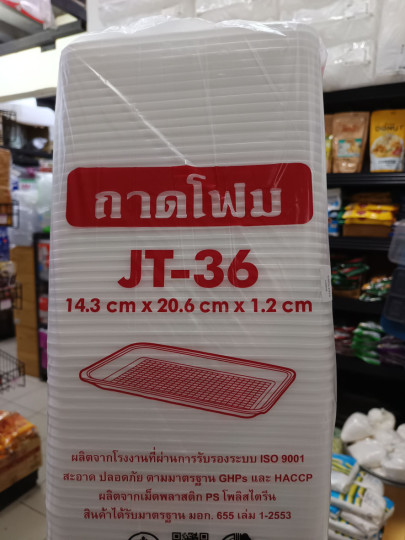 ถาดโฟม
JT-36
14.3 cm x 20.6 cm x 1.2 cm
ผลิตจากโรงงานที่ผ่านการรับรองระบบ ISO 9001
สะอาด ปลอดภัย ตามมาตรฐาน GHPs และ HACCP
ผลิตจากเม็ดพลาสติก PS โพลิสไตรีน
สินค้าได้รับมาตรฐาน มอก. 655 เล่ม 1-2553